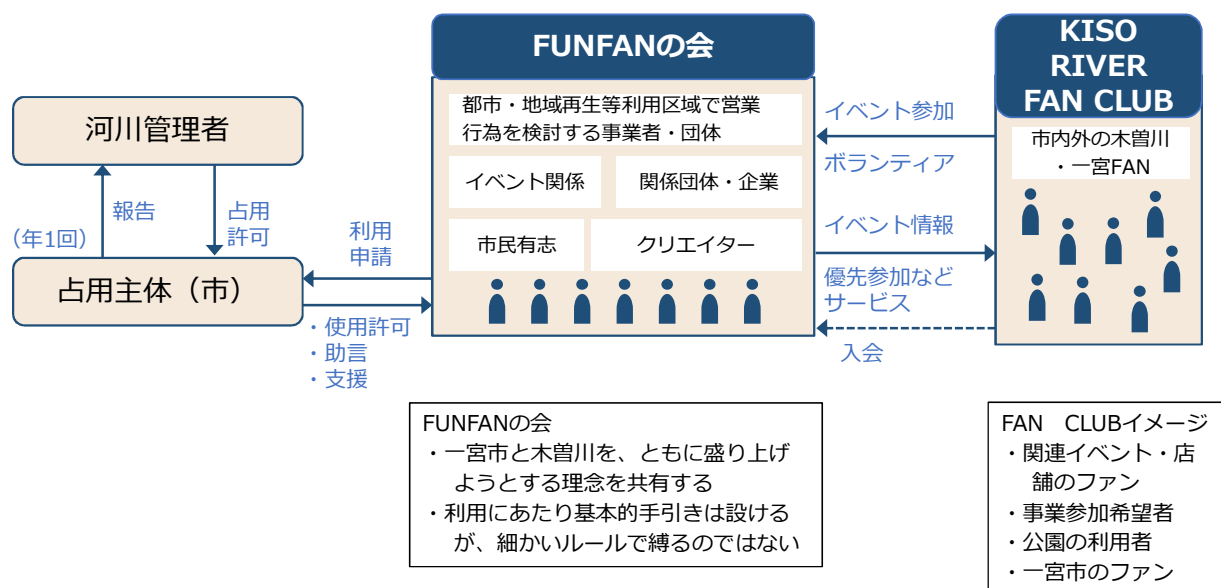 FUNFANの会
KISO
RIVER
FAN CLUB
河川管理者
報告
(年1回)
占用
許可
占用主体（市）
利用
申請
・使用許可
・助言
・支援
都市・地域再生等利用区域で営業
行為を検討する事業者・団体
イベント関係
関係団体・企業
市民有志
クリエイター
イベント参加
ボランティア
イベント情報
優先参加など
サービス
入会
市内外の木曽川
・一宮FAN
FUNFANの会
・一宮市と木曽川を、ともに盛り上げ
ようとする理念を共有する
・利用にあたり基本的手引きは設ける
が、細かいルールで縛るのではない
FAN　CLUBイメージ
・関連イベント・店
舗のファン
・事業参加希望者
・公園の利用者
・一宮市のファン